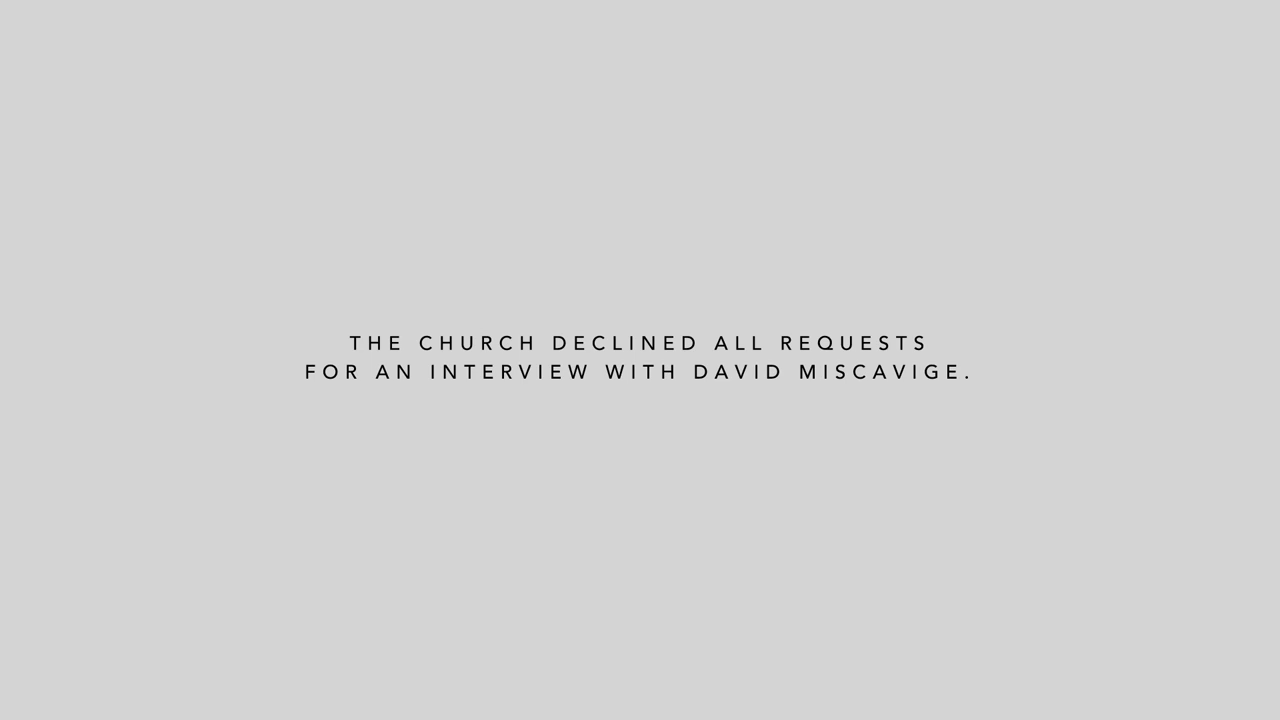 THE CHURCH DECLINED ALL REQUESTS
FOR AN INTERVIEW WITH DAVID MISCAVIGE.